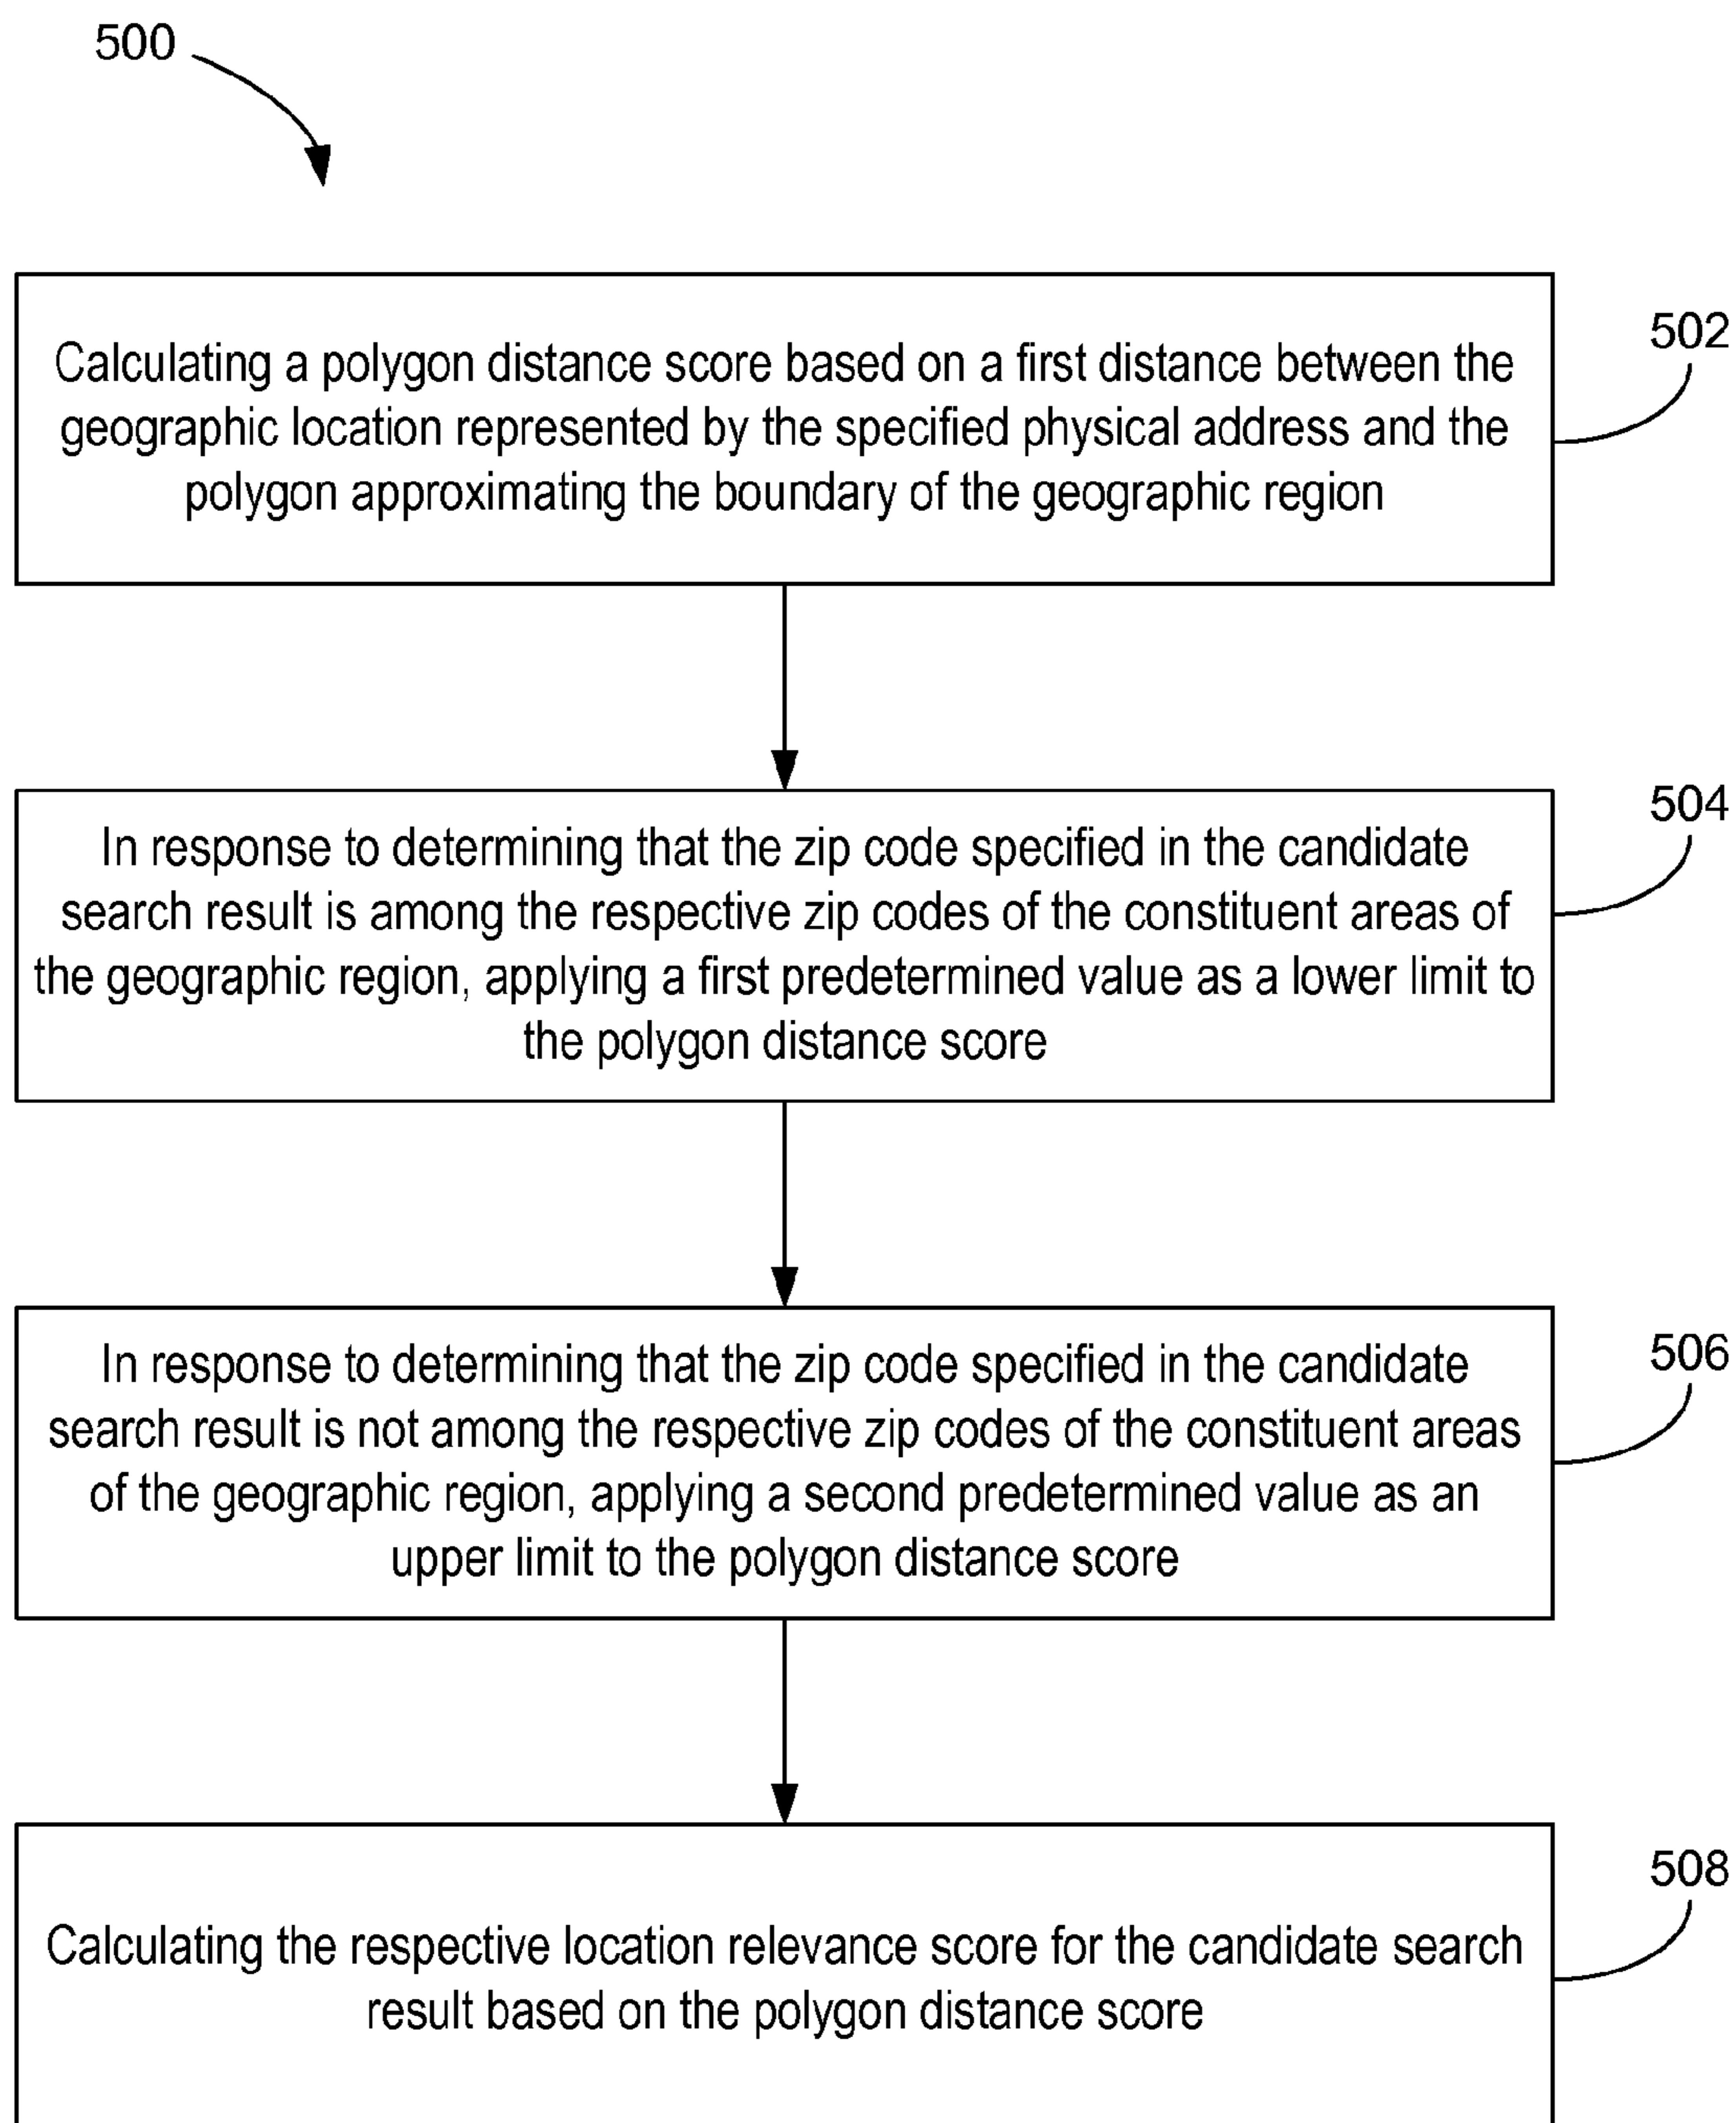 500
Calculating a polygon distance score based on a first distance between the
geographic location represented by the specified physical address and the
polygon approximating the boundary of the geographic region
502
In response to determining that the zip code specified in the candidate
search result is among the respective zip codes of the constituent areas of
the geographic region, applying a first predetermined value as a lower limit to
the polygon distance score
504
In response to determining that the zip code specified in the candidate
search result is not among the respective zip codes of the constituent areas
of the geographic region, applying a second predetermined value as an
upper limit to the polygon distance score
506
Calculating the respective location relevance score for the candidate search
result based on the polygon distance score
508